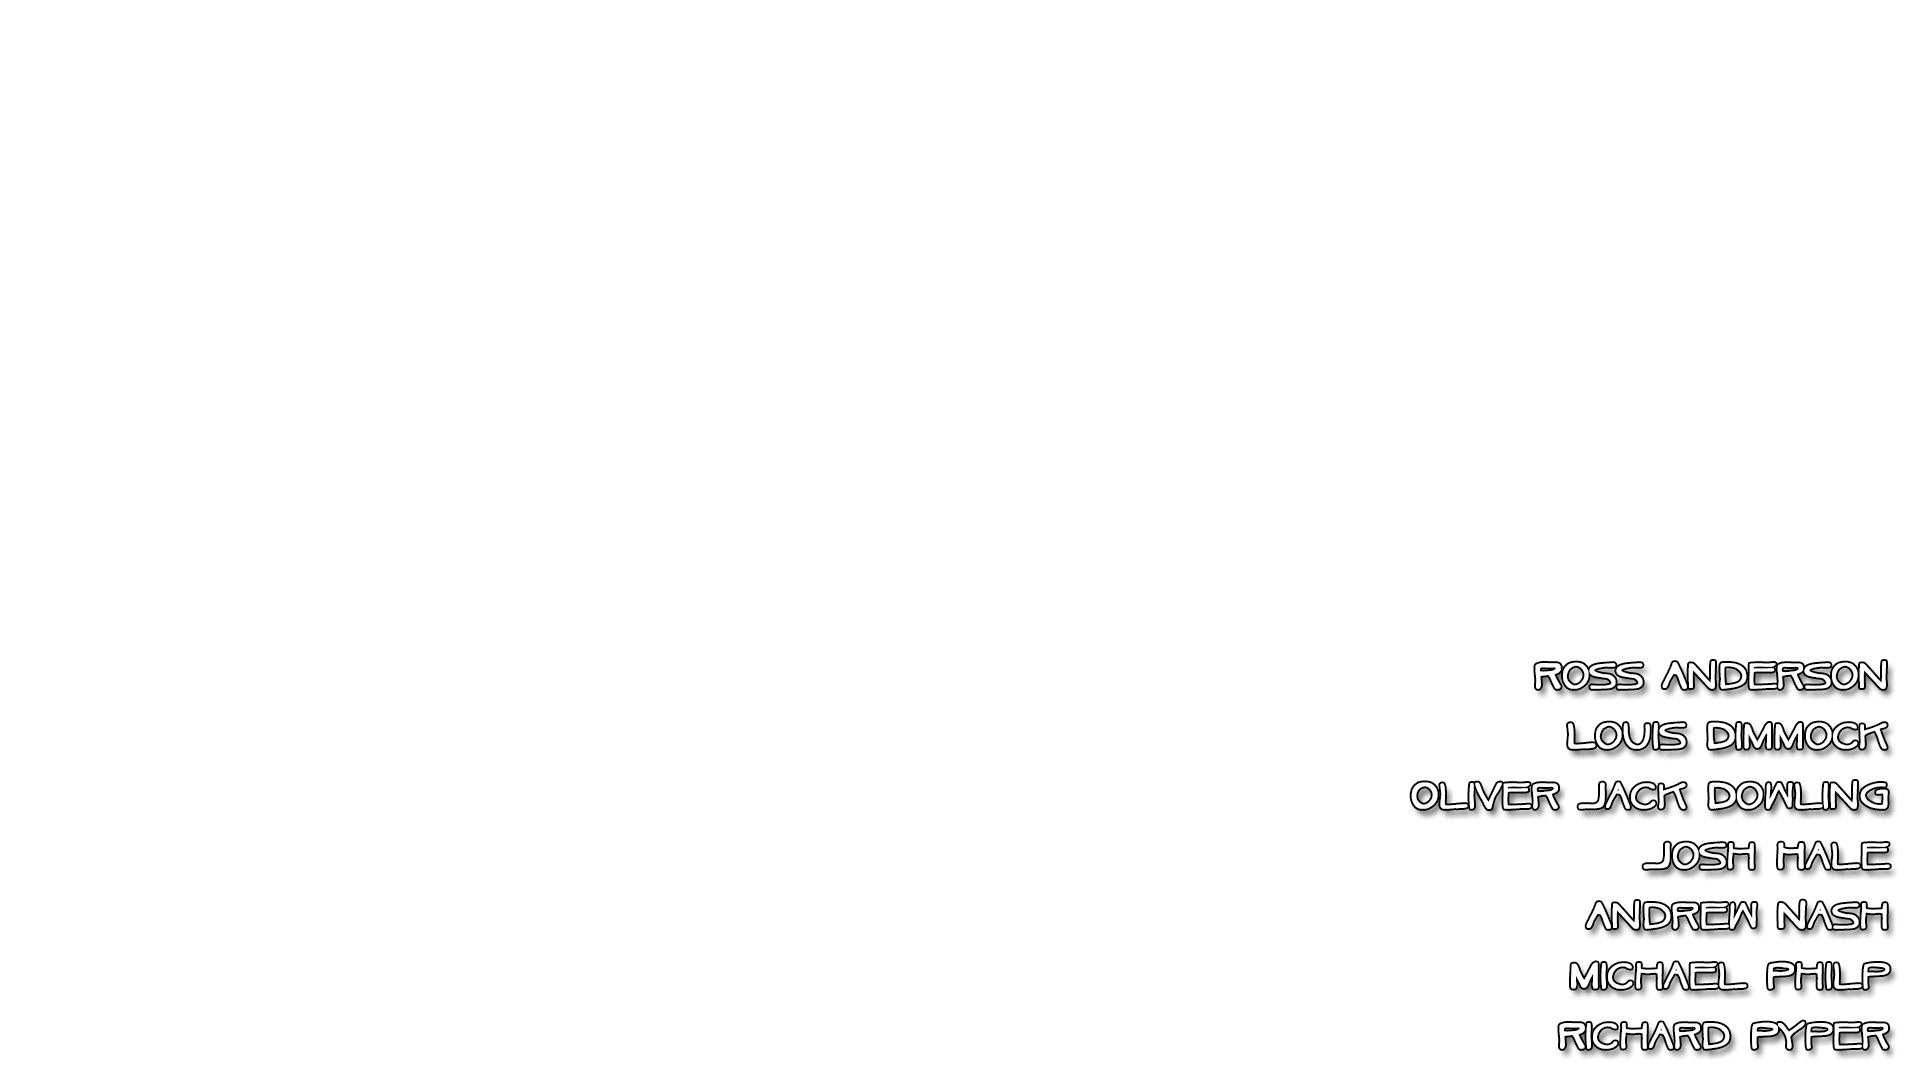 ROSS ANDERSON
LOUIS DIMMOCK
OLIVER JACK DOWLING
JOSH HALE
ANDREW NASH
MICHAEL PHILP
RICHARD PYPER